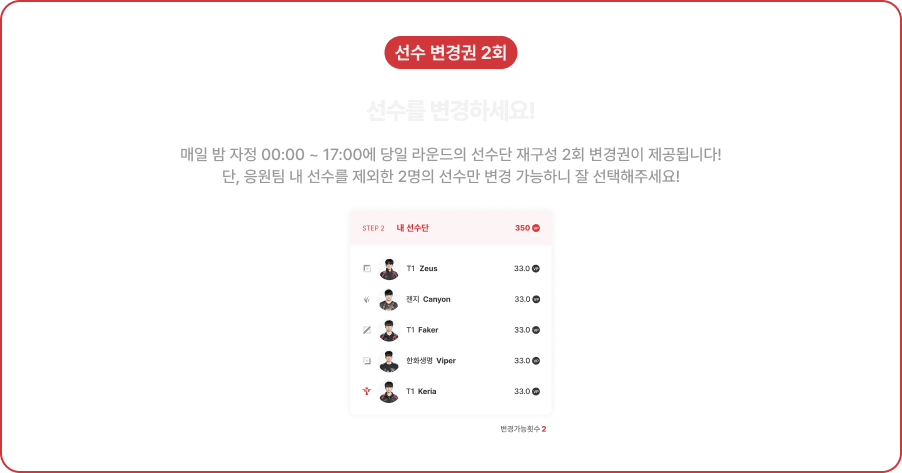 선수 변경권 2회
선수를 변경하세요!
매일 밤 자정 00:00 ~ 17:00에 당일 라운드의 선수단 재구성 2회 변경권이 제공됩니다!
단, 응원팀 내 선수를 제외한 2명의 선수만 변경 가능하니 잘 선택해주세요!
STEP 2 내 선수단 350
T1 Zeus 33.0
젠지 Canyon 33.0
T1 Faker 33.0
한화생명 Viper 33.0
T1 Keria 33.0
변경가능횟수 2